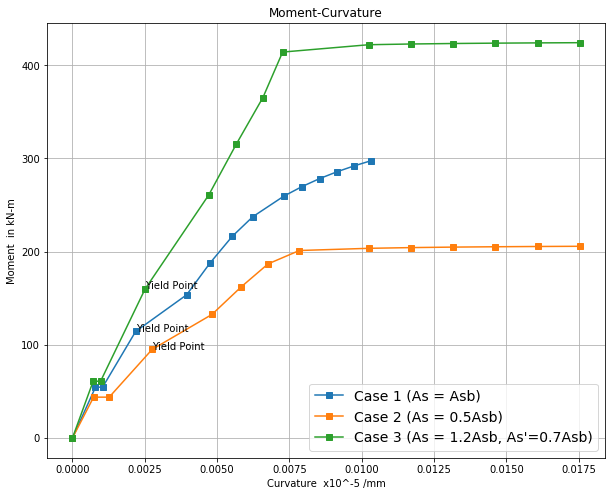 Moment-Curvature
Moment  in kN-m
400
300
200
100
0
Yield Point
Yield Point
Yield Point
Case 1 (As = Asb)
Case 2 (As = 0.5Asb)
Case 3 (As = 1.2Asb, As'=0.7Asb)
0.0000 0.0025 0.0050 0.0075 0.0100 0.0125 0.0150 0.0175
Curvature  x10^-5 /mm